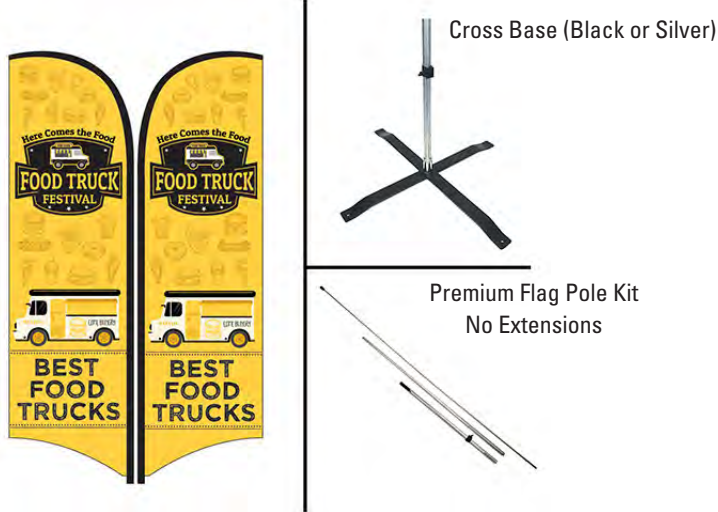 Here Comes the Food
FOOD TRUCK
FESTIVAL
BEST
FOOD
TRUCKS
Here Comes the Food
FOOD TRUCK
FESTIVAL
BEST
FOOD
TRUCKS
Cross Base (Black or Silver)
Premium Flag Pole Kit
No Extensions